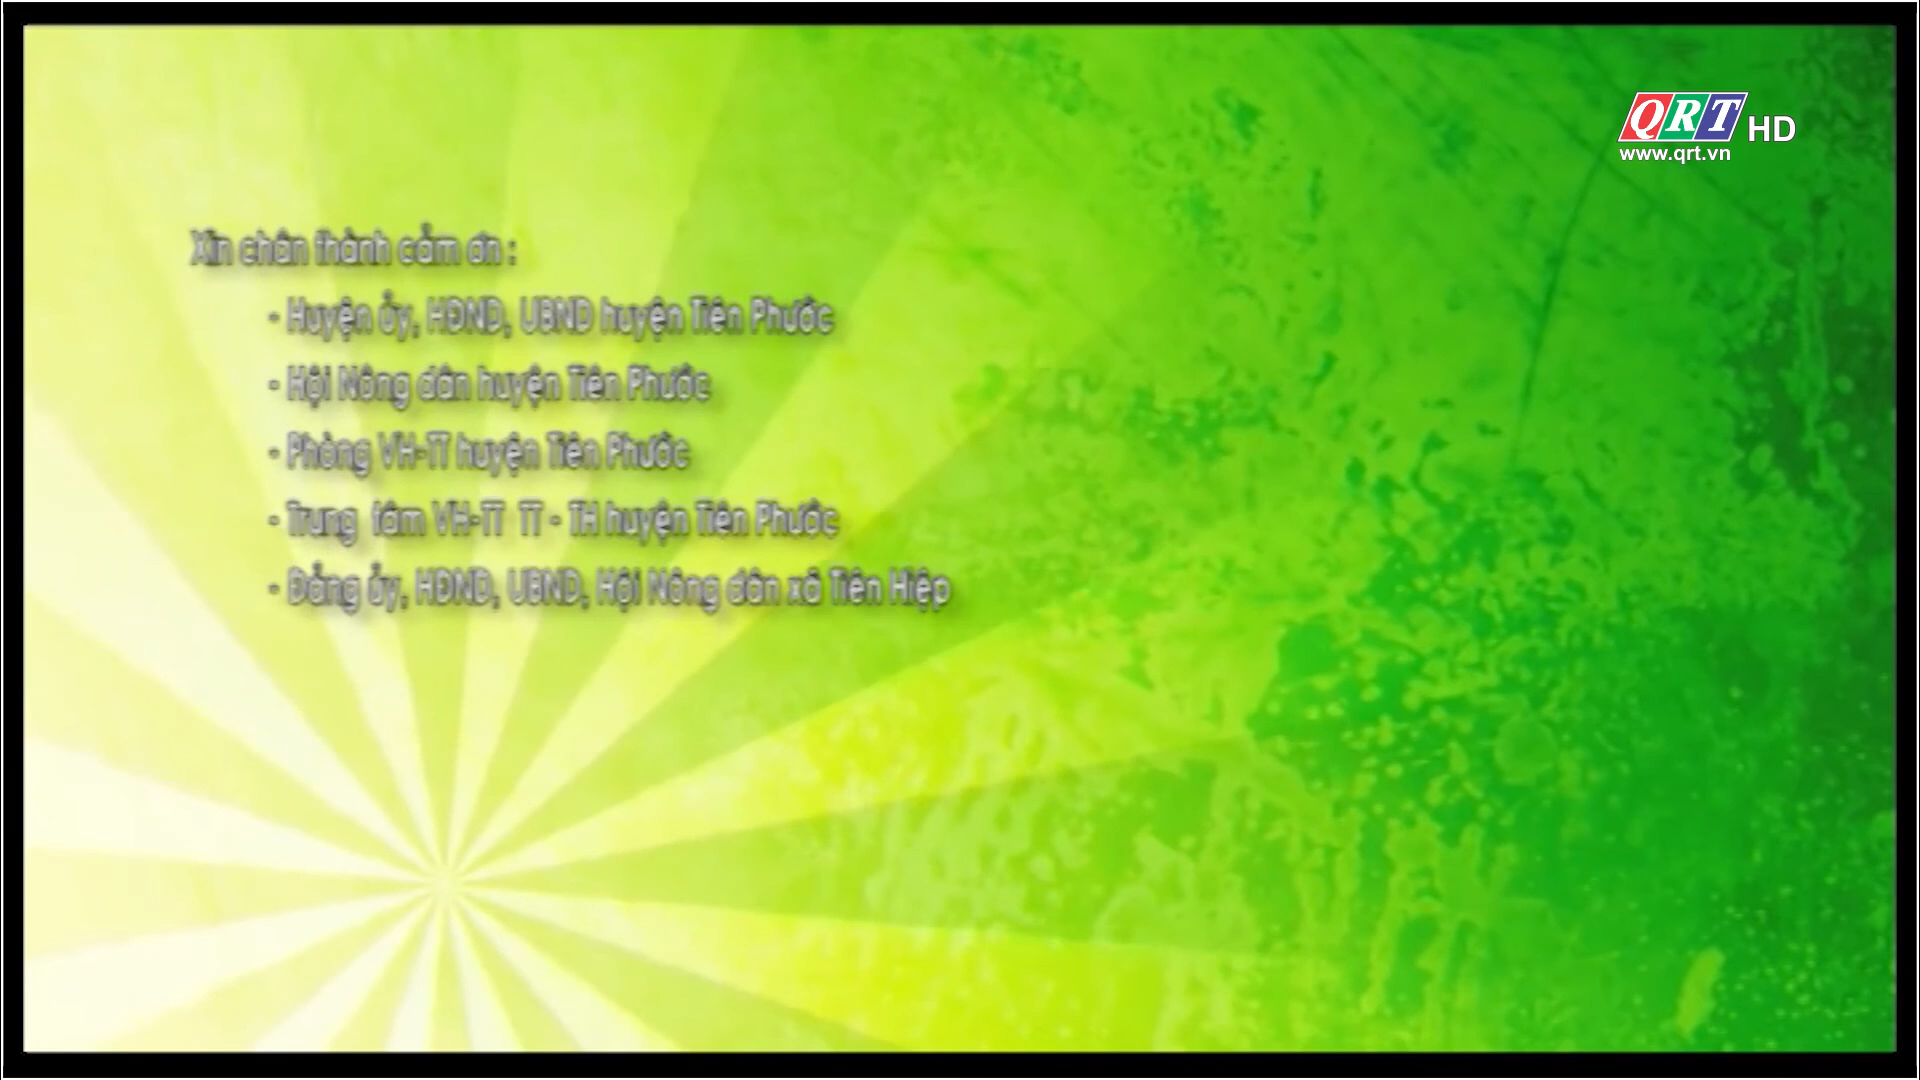 QRT HD
www.qrt.vn
Xin chân thành cảm ơn :
- Huyện ủy, HĐND, UBND huyện Tiên Phước
- Hội Nông dân huyện Tiên Phước
- Phòng VH-TT huyện Tiên Phước
- Trung tâm VH-TT TT - TH huyện Tiên Phước
- Đảng ủy, HĐND, UBND, Hội Nông dân xã Tiên Hiệp